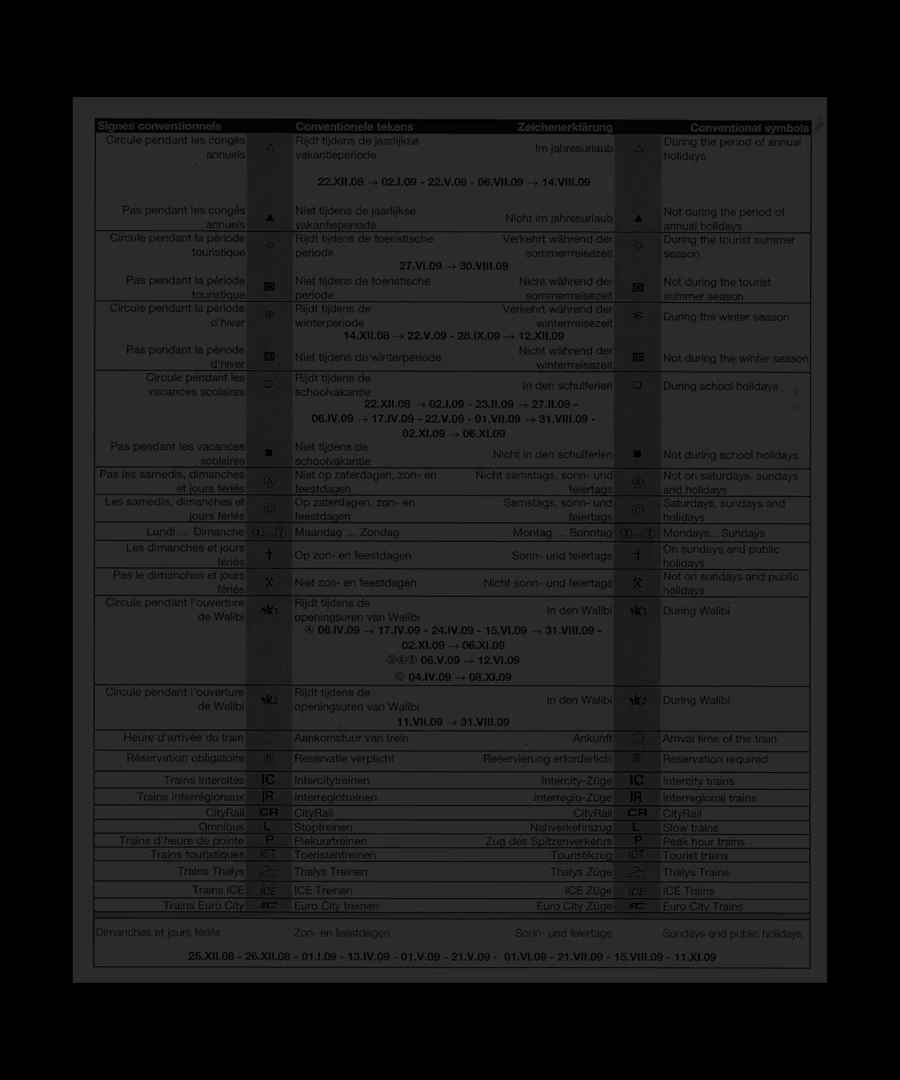 Signes conventionnels Conventionele tekens Zeichenerklärung Conventional symbols
Circule pendant les congés annuels △ Rijdt tijdens de jaarlijkse vakantieperiode Im jahresurlaub △ During the period of annual holidays
22.XII.08 → 02.I.09 - 22.V.09 - 06.VII.09 → 14.VIII.09
Pas pendant les congés annuels ▲ Niet tijdens de jaarlijkse vakantieperiode Nicht im jahresurlaub ▲ Not during the period of annual holidays
Circule pendant la période touristique Rijdt tijdens de toeristische periode Verkehrt während der sommerreisezeit During the tourist summer season
27.VI.09 → 30.VIII.09
Pas pendant la période touristique Niet tijdens de toeristische periode Nicht während der sommerrreisezeit Not during the tourist summer season
Circule pendant la période d'hiver Rijdt tijdens de winterperiode Verkehrt während der winterrreisezeit During the winter season
14.XII.08 → 22.V.09 - 28.IX.09 → 12.XII.09
Pas pendant la période d'hiver Niet tijdens de winterperiode Nicht während der winterrreisezeit Not during the winter season
Circule pendant les vacances scolaires Rijdt tijdens de schoolvakantie In den schulferien During school holidays
22.XII.08 → 02.I.09 - 23.II.09 → 27.II.09 -
06.IV.09 → 17.IV.09 - 22.V.09 - 01.VII.09 → 31.VIII.09 -
02.XI.09 → 06.XI.09
Pas pendant les vacances scolaires ■ Niet tijdens de schoolvakantie Nicht in den schulferien ■ Not during school holidays
Pas les samedis, dimanches et jours fériés Ⓐ Niet op zaterdagen, zon- en feestdagen Nicht samstags, sonn- und feiertags Ⓐ Not on saturdays, sundays and holidays
Les samedis, dimanches et jours fériés Ⓒ Op zaterdagen, zon- en feestdagen Samstags, sonn- und feiertags Ⓒ Saturdays, sundays and holidays
Lundi ... Dimanche ①...⑦ Maandag ... Zondag Montag ... Sonntag ①...⑦ Mondays...Sundays
Les dimanches et jours fériés † Op zon- en feestdagen Sonn- und feiertags † On sundays and public holidays
Pas le dimanches et jours fériés Niet zon- en feestdagen Nicht sonn- und feiertags Not on sundays and public holidays
Circule pendant l'ouverture de Walibi 1 Rijdt tijdens de openingsuren van Walibi In den Walibi 1 During Walibi
Ⓐ 06.IV.09 → 17.IV.09 - 24.IV.09 - 15.VI.09 → 31.VIII.09 -
02.XI.09 → 06.XI.09
③④⑤ 06.V.09 → 12.VI.09
Ⓒ 04.IV.09 → 08.XI.09
Circule pendant l'ouverture de Walibi 2 Rijdt tijdens de openingsuren van Walibi In den Walibi 2 During Walibi
11.VII.09 → 31.VIII.09
Heure d'arrivée du train Aankomstuur van trein Ankunft Arrival time of the train
Réservation obligatoire Ⓡ Reservatie verplicht Reservierung erforderlich Ⓡ Reservation required
Trains Intercités IC Intercitytreinen Intercity-Züge IC Intercity trains
Trains interrégionaux IR Interregiotreinen Interregio-Züge IR Interregional trains
CityRail CR CityRail CityRail CR CityRail
Omnibus L Stoptreinen Nahverkehrszug L Slow trains
Trains d'heure de pointe P Piekuurtreinen Zug des Spitzenverkehrs P Peak hour trains
Trains touristiques ICT Toeristentreinen Touristikzug ICT Tourist trains
Trains Thalys Thalys Treinen Thalys Züge Thalys Trains
Trains ICE ICE ICE Treinen ICE Züge ICE ICE Trains
Trains Euro City EC Euro City treinen Euro City Züge EC Euro City Trains
Dimanches et jours fériés Zon- en feestdagen Sonn- und feiertage Sundays and public holidays
25.XII.08 - 26.XII.08 - 01.I.09 - 13.IV.09 - 01.V.09 - 21.V.09 - 01.VI.09 - 21.VII.09 - 15.VIII.09 - 11.XI.09